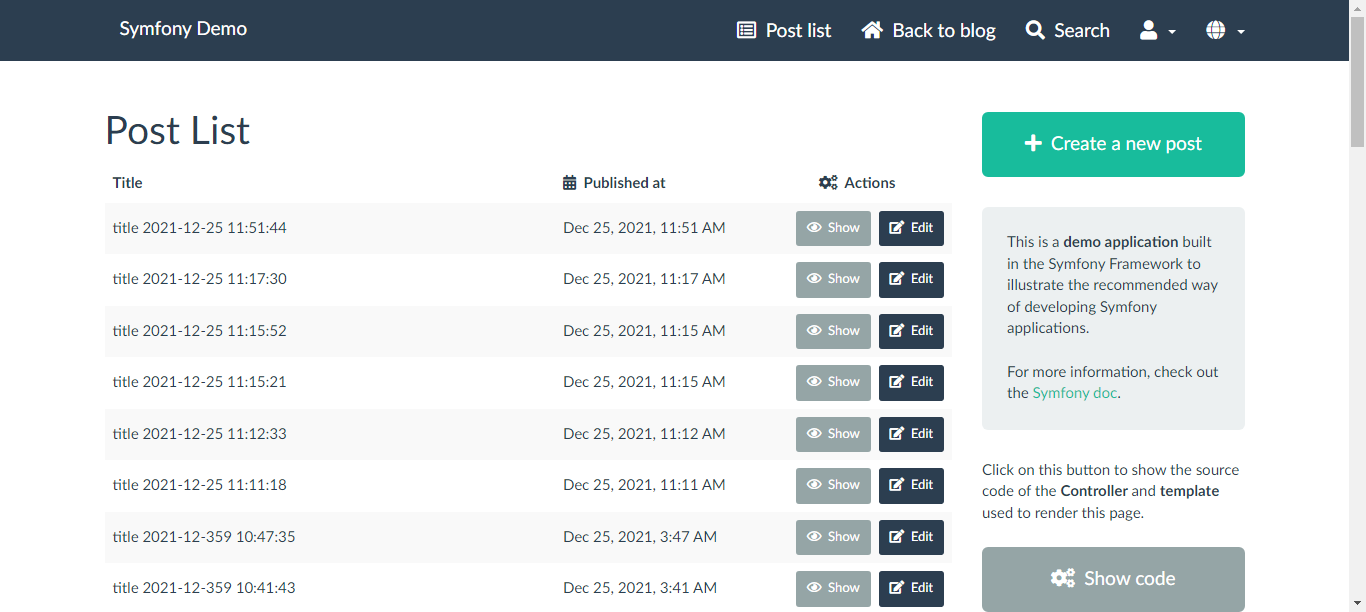 Symfony Demo
Post list
Back to blog
Search
Post List
Title
Published at
Actions
title 2021-12-25 11:51:44
Dec 25, 2021, 11:51 AM
Show
Edit
title 2021-12-25 11:17:30
Dec 25, 2021, 11:17 AM
Show
Edit
title 2021-12-25 11:15:52
Dec 25, 2021, 11:15 AM
Show
Edit
title 2021-12-25 11:15:21
Dec 25, 2021, 11:15 AM
Show
Edit
title 2021-12-25 11:12:33
Dec 25, 2021, 11:12 AM
Show
Edit
title 2021-12-25 11:11:18
Dec 25, 2021, 11:11 AM
Show
Edit
title 2021-12-359 10:47:35
Dec 25, 2021, 3:47 AM
Show
Edit
title 2021-12-359 10:41:43
Dec 25, 2021, 3:41 AM
Show
Edit
Create a new post
This is a demo application built
in the Symfony Framework to
illustrate the recommended way
of developing Symfony
applications.
For more information, check out
the Symfony doc.
Click on this button to show the source
code of the Controller and template
used to render this page.
Show code